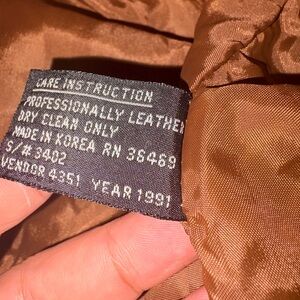 CARE INSTRUCTION
PROFESSIONALLY LEATHER
DRY CLEAN ONLY
MADE IN KOREA RN 36469
S/# 3402
VENDOR 4351 YEAR 1991